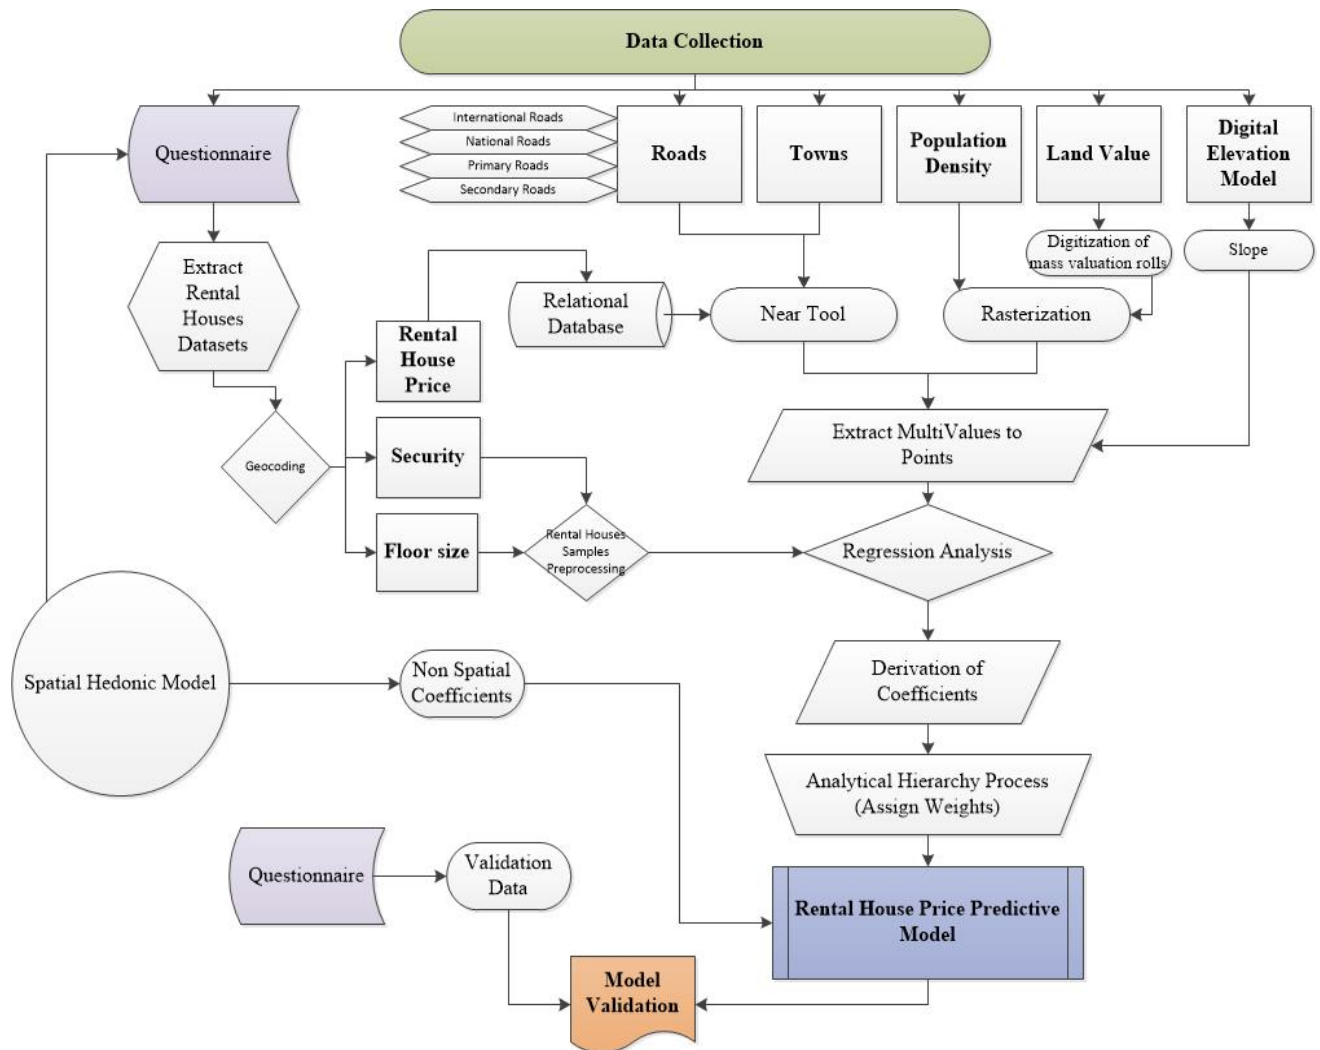 Data Collection
Questionnaire
International Roads
National Roads
Primary Roads
Secondary Roads
Roads
Towns
Population
Density
Land Value
Digital
Elevation
Model
Digitization of
mass valuation rolls
Slope
Extract
Rental
Houses
Datasets
Relational
Database
Near Tool
Rasterization
Rental
House
Price
Extract MultiValues to
Points
Geocoding
Security
Floor size
Rental Houses
Samples
Preprocessing
Regression Analysis
Spatial Hedonic Model
Non Spatial
Coefficients
Derivation of
Coefficients
Analytical Hierarchy Process
(Assign Weights)
Questionnaire
Validation
Data
Rental House Price Predictive
Model
Model
Validation